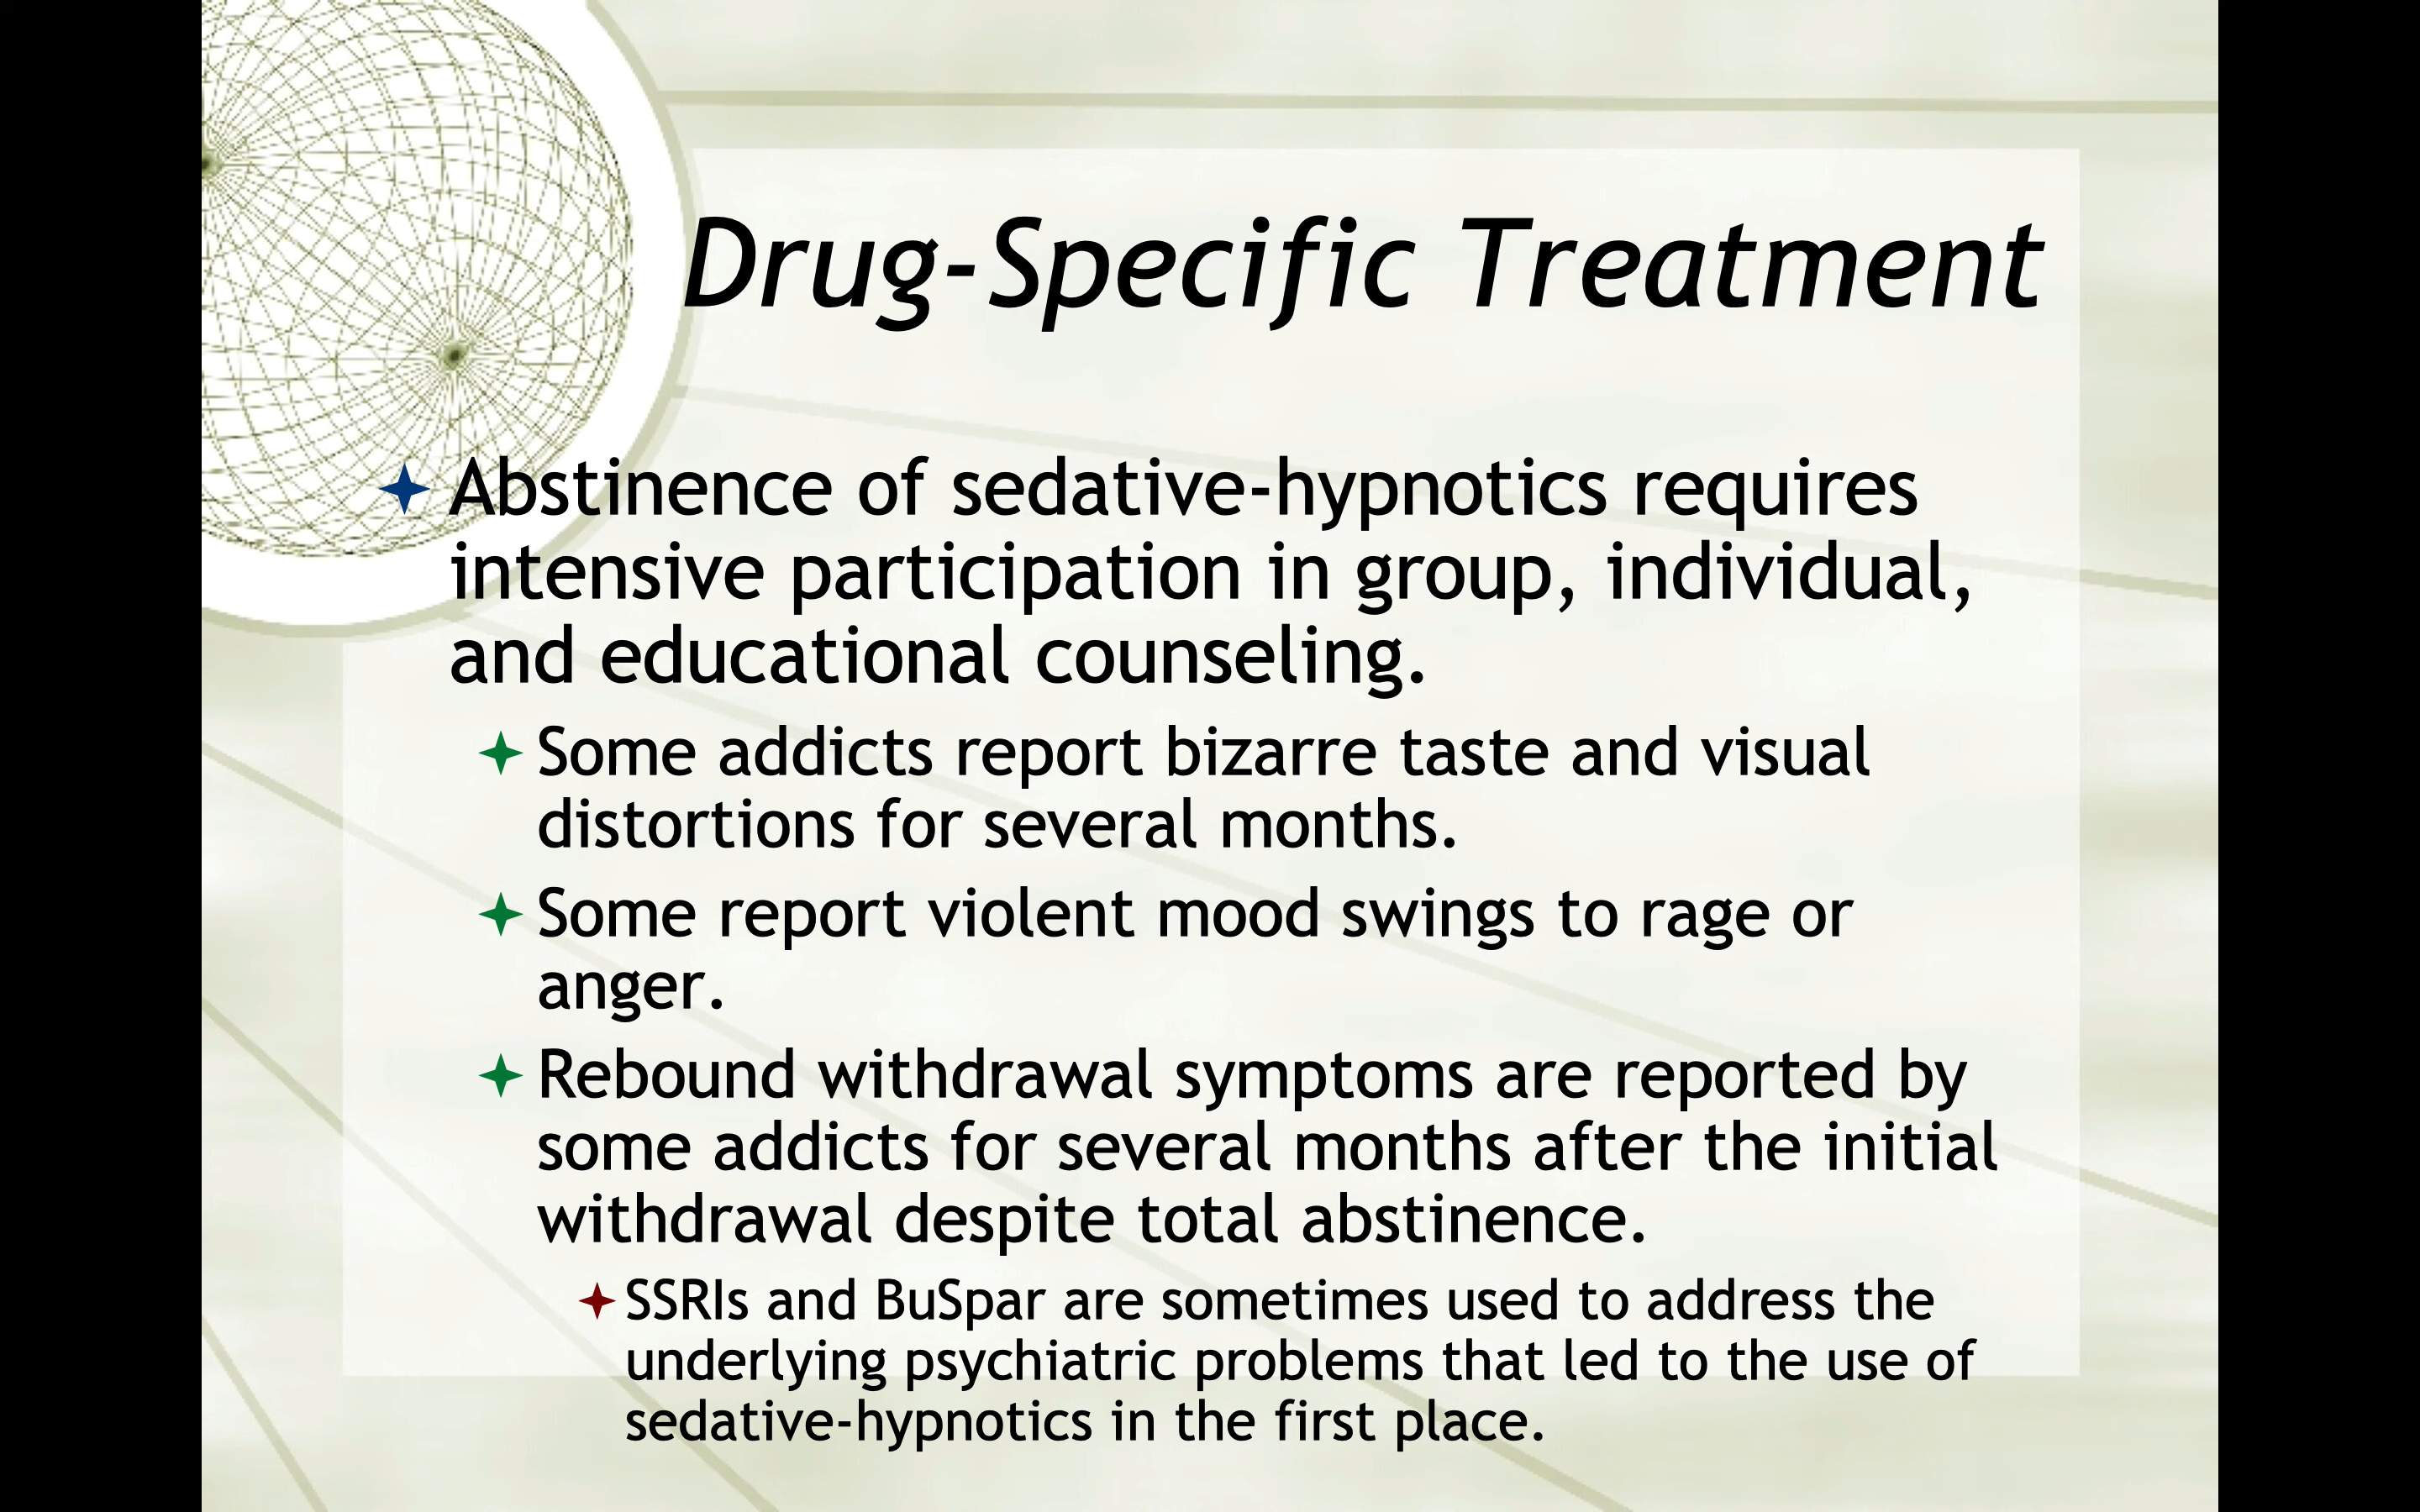 Drug-Specific Treatment
Abstinence of sedative-hypnotics requires
intensive participation in group, individual,
and educational counseling.
Some addicts report bizarre taste and visual
distortions for several months.
Some report violent mood swings to rage or
anger.
Rebound withdrawal symptoms are reported by
some addicts for several months after the initial
withdrawal despite total abstinence.
SSRIs and BuSpar are sometimes used to address the
underlying psychiatric problems that led to the use of
sedative-hypnotics in the first place.